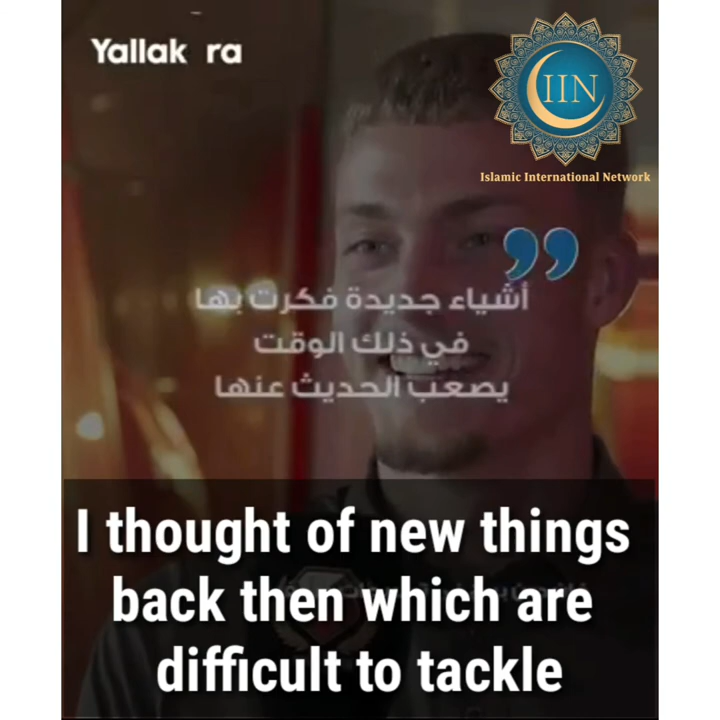 Yallak ra
IIN
Islamic International Network
أشياء جديدة فكرت بها
في ذلك الوقت
يصعب الحديث عنها
I thought of new things
back then which are
difficult to tackle